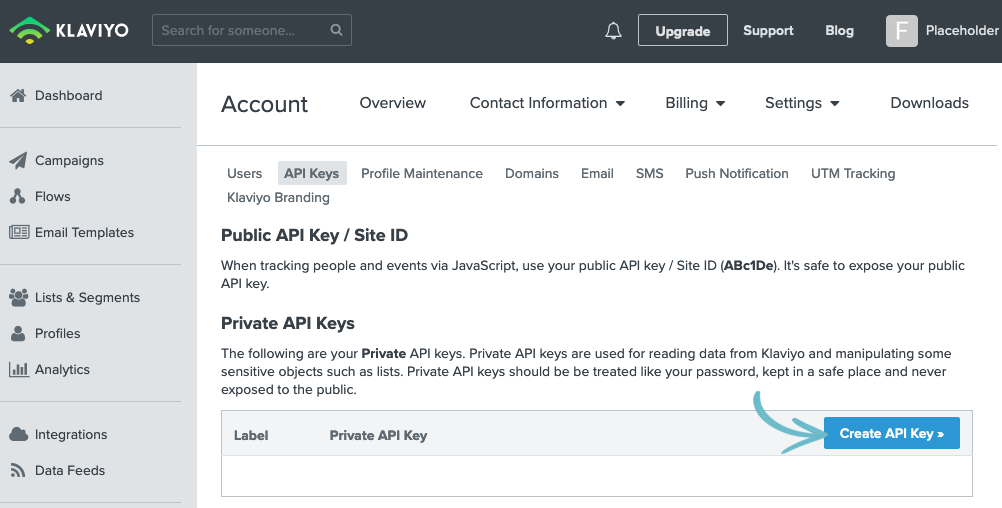 KLAVIYO
Search for someone...
Upgrade
Support
Blog
F
Placeholder
Dashboard
Campaigns
Flows
Email Templates
Lists & Segments
Profiles
Analytics
Integrations
Data Feeds
Account
Overview
Contact Information
Billing
Settings
Downloads
Users
API Keys
Profile Maintenance
Domains
Email
SMS
Push Notification
UTM Tracking
Klaviyo Branding
Public API Key / Site ID
When tracking people and events via JavaScript, use your public API key / Site ID (ABc1De). It's safe to expose your public
API key.
Private API Keys
The following are your Private API keys. Private API keys are used for reading data from Klaviyo and manipulating some
sensitive objects such as lists. Private API keys should be be treated like your password, kept in a safe place and never
exposed to the public.
Label
Private API Key
Create API Key »